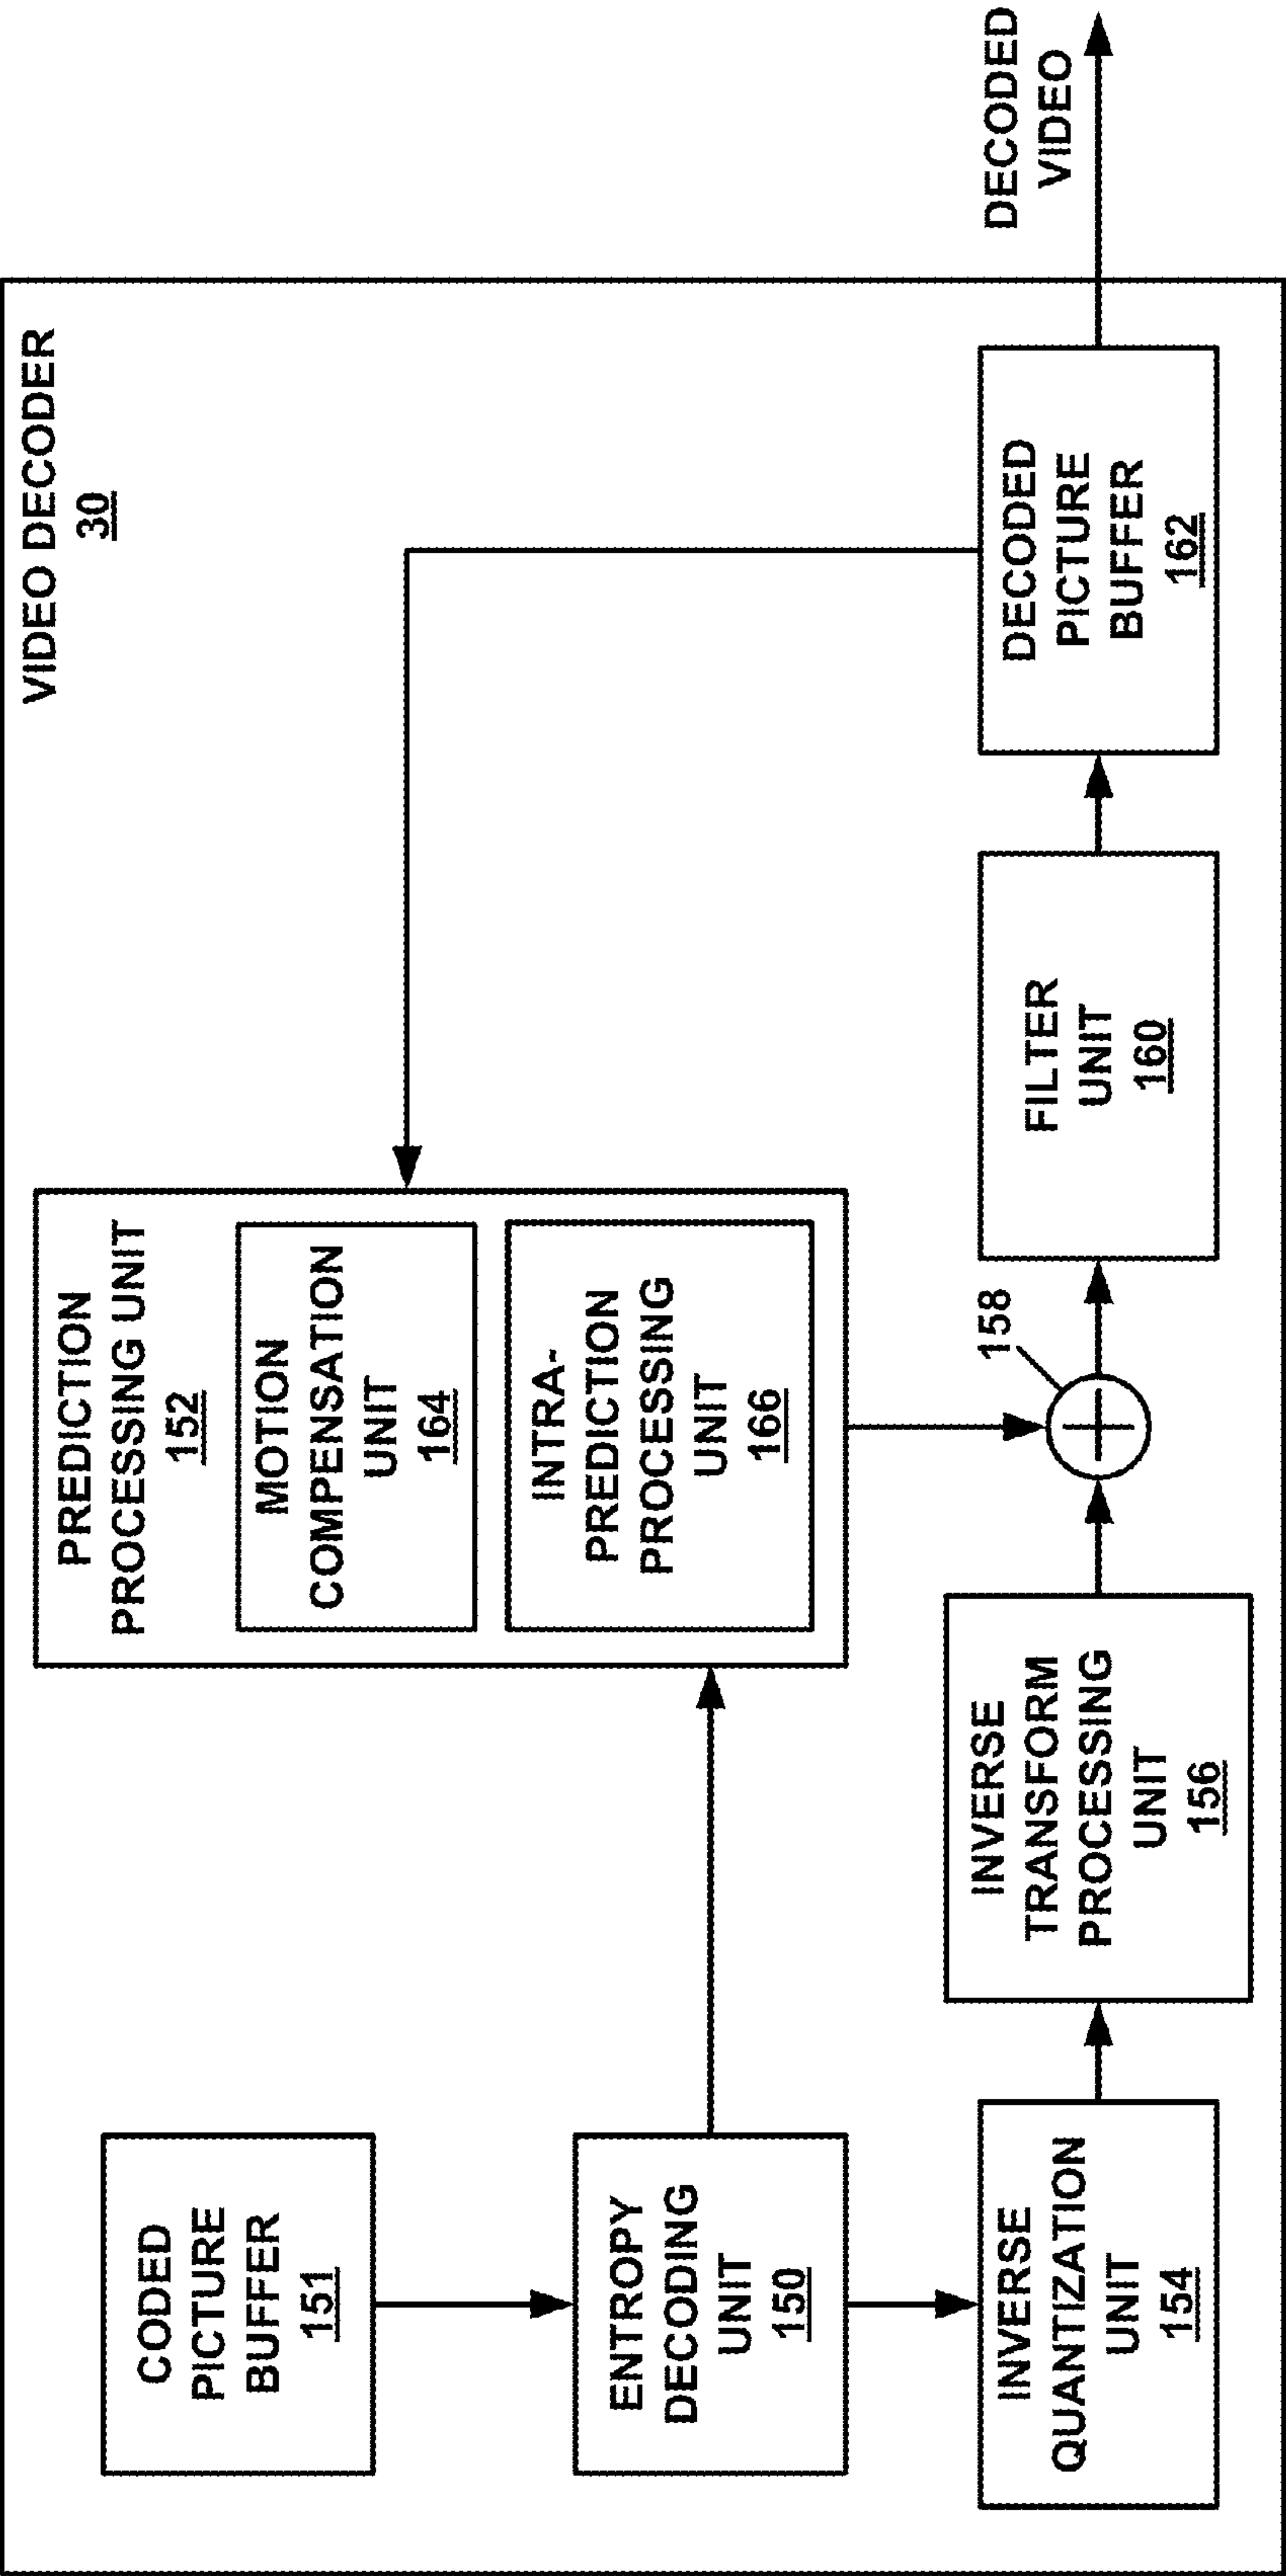 VIDEO DECODER
30
CODED
PICTURE
BUFFER
151
PREDICTION
PROCESSING UNIT
152
MOTION
COMPENSATION
UNIT
164
INTRA-
PREDICTION
PROCESSING
UNIT
166
ENTROPY
DECODING
UNIT
150
INVERSE
QUANTIZATION
UNIT
154
INVERSE
TRANSFORM
PROCESSING
UNIT
156
158
FILTER
UNIT
160
DECODED
PICTURE
BUFFER
162
DECODED
VIDEO